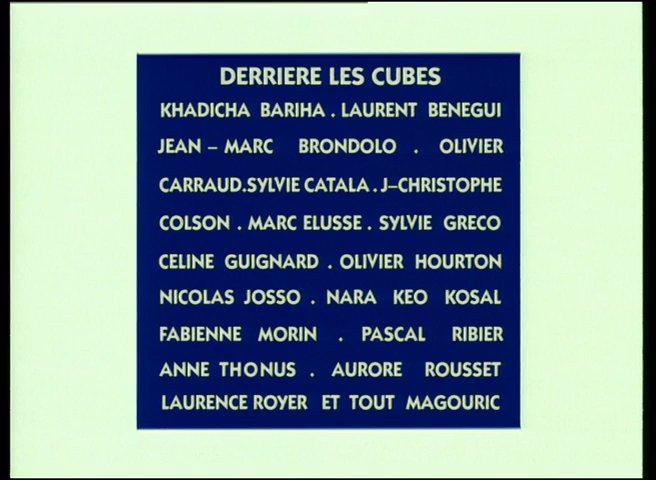 DERRIERE LES CUBES
KHADICHA BARIHA . LAURENT BENEGUI
JEAN – MARC BRONDOLO . OLIVIER
CARRAUD.SYLVIE CATALA . J–CHRISTOPHE
COLSON . MARC ELUSSE . SYLVIE GRECO
CELINE GUIGNARD . OLIVIER HOURTON
NICOLAS JOSSO . NARA KEO KOSAL
FABIENNE MORIN . PASCAL RIBIER
ANNE THONUS . AURORE ROUSSET
LAURENCE ROYER ET TOUT MAGOURIC